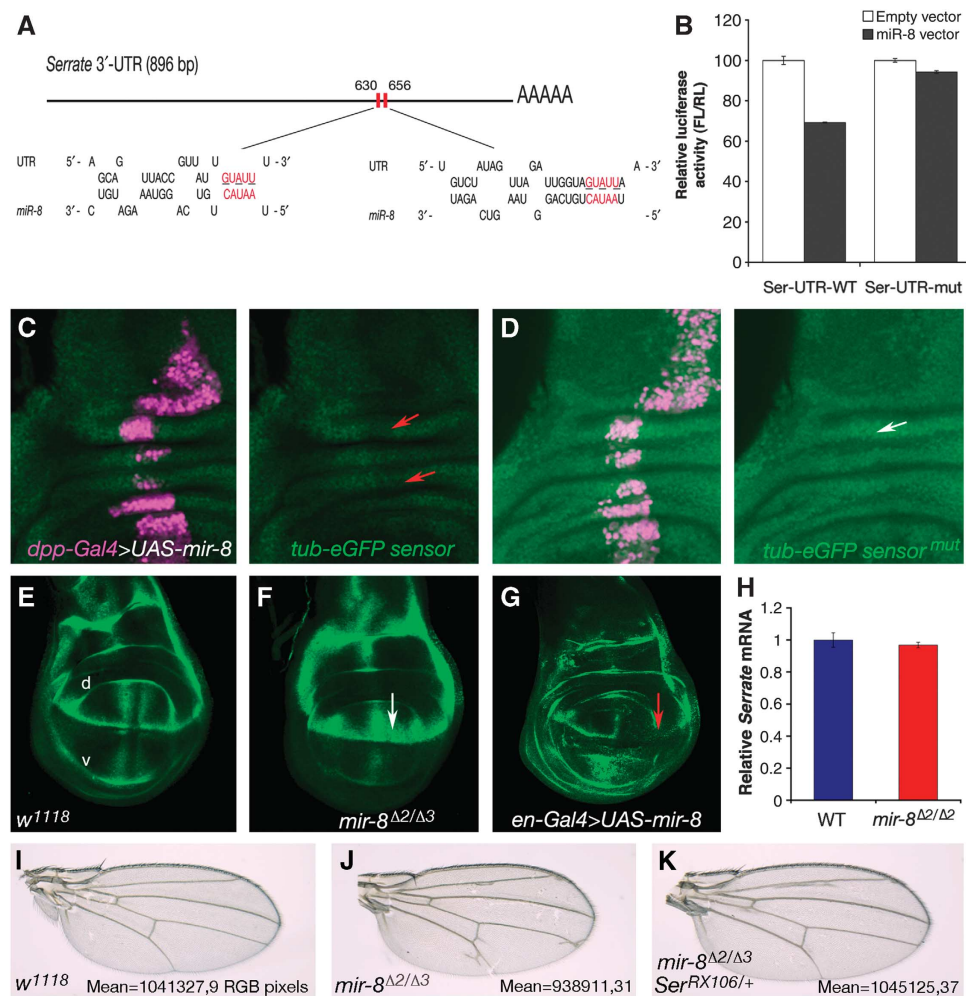 A
Serrate 3′-UTR (896 bp)
630 656
AAAAA
UTR 5′- A G GUU U U -3′
GCA UUACC AU GUAUU
UGU AAUGG UG CAUAA
miR-8 3′- C AGA AC U U -5′
UTR 5′- U AUAG GA A -3′
GUCU UUA UUGGUAGUAUUA
UAGA AAU GACUGUCAUAAU
miR-8 3′- CUG G -5′
B
Empty vector
miR-8 vector
Relative luciferase
activity (FL/RL)
120
100
80
60
40
20
0
Ser-UTR-WT Ser-UTR-mut
C
dpp-Gal4>UAS-mir-8
tub-eGFP sensor
D
tub-eGFP sensor mut
E
d
v
w1118
F
mir-8Δ2/Δ3
G
en-Gal4>UAS-mir-8
H
Relative Serrate mRNA
1.2
1
0.8
0.6
0.4
0.2
0
WT mir-8Δ2/Δ2
I
w1118 Mean=1041327,9 RGB pixels
J
mir-8Δ2/Δ3 Mean=938911,31
K
mir-8Δ2/Δ3
SerRX106/+ Mean=1045125,37